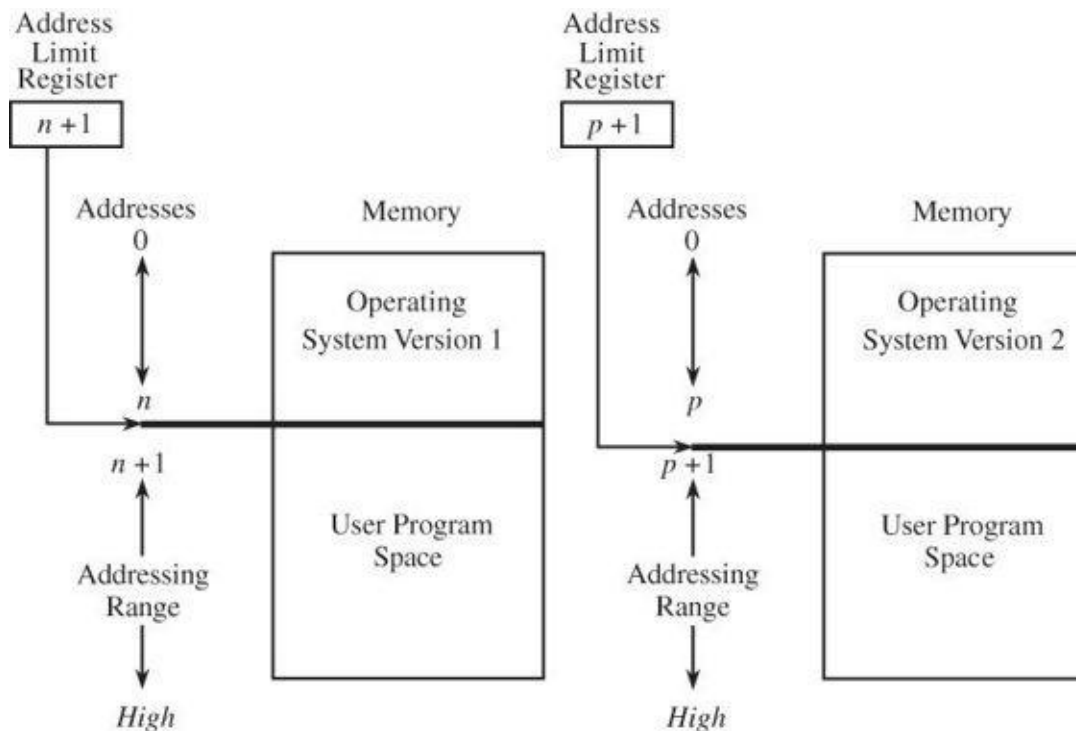 Address
Limit
Register
n + 1
Addresses
0
n
n + 1
Addressing
Range
High
Memory
Operating
System Version 1
User Program
Space
Address
Limit
Register
p + 1
Addresses
0
p
p + 1
Addressing
Range
High
Memory
Operating
System Version 2
User Program
Space